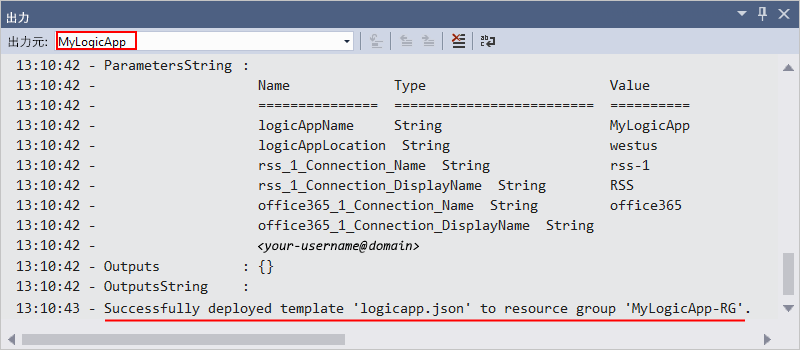 出力
出力元: MyLogicApp
13:10:42 - ParametersString :
13:10:42 - Name Type Value
13:10:42 - =============== ========================= ==========
13:10:42 - logicAppName String MyLogicApp
13:10:42 - logicAppLocation String westus
13:10:42 - rss_1_Connection_Name String rss-1
13:10:42 - rss_1_Connection_DisplayName String RSS
13:10:42 - office365_1_Connection_Name String office365
13:10:42 - office365_1_Connection_DisplayName String
13:10:42 - <your-username@domain>
13:10:42 - Outputs : {}
13:10:42 - OutputsString :
13:10:43 - Successfully deployed template 'logicapp.json' to resource group 'MyLogicApp-RG'.